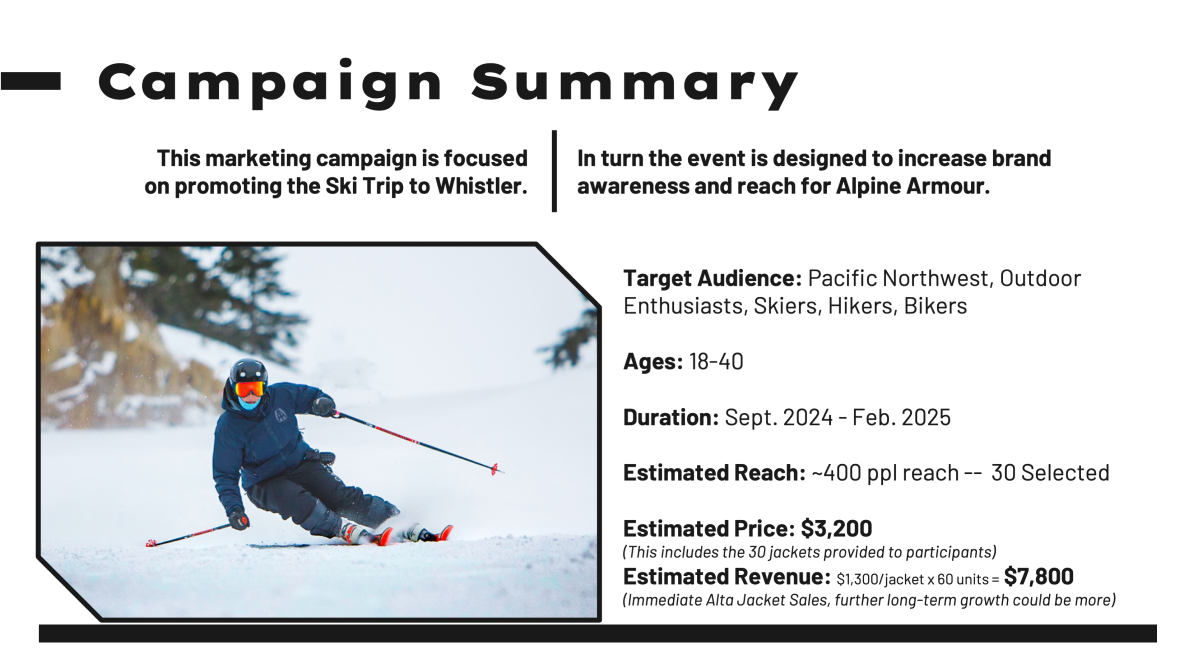 Campaign Summary
This marketing campaign is focused
on promoting the Ski Trip to Whistler.
In turn the event is designed to increase brand
awareness and reach for Alpine Armour.
Target Audience: Pacific Northwest, Outdoor
Enthusiasts, Skiers, Hikers, Bikers
Ages: 18-40
Duration: Sept. 2024 - Feb. 2025
Estimated Reach: ~400 ppl reach -- 30 Selected
Estimated Price: $3,200
(This includes the 30 jackets provided to participants)
Estimated Revenue: $1,300/jacket x 60 units = $7,800
(Immediate Alta Jacket Sales, further long-term growth could be more)